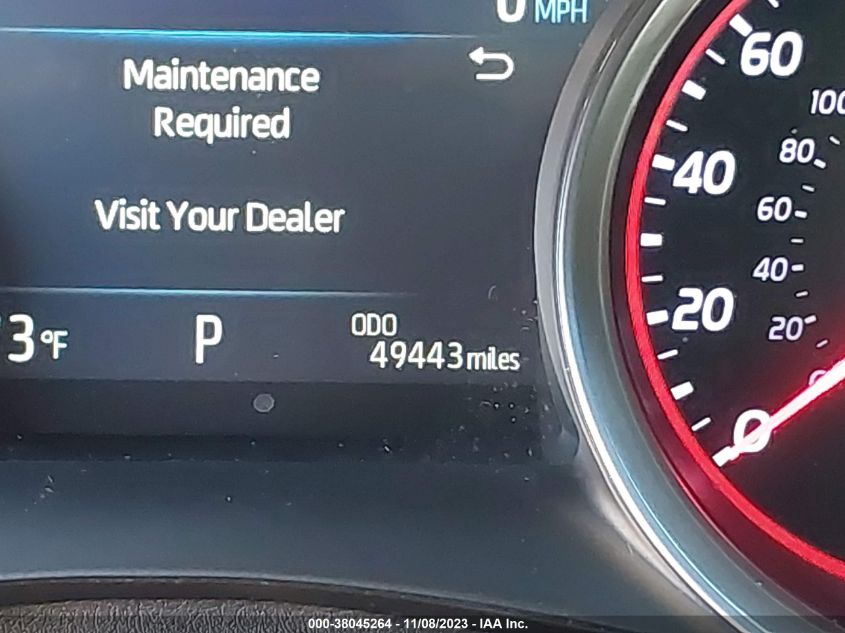 0 MPH
Maintenance
Required
Visit Your Dealer
3°F P ODO
49443 miles
60
40
20
0
100
80
60
40
20
000-38045264 - 11/08/2023 - IAA Inc.